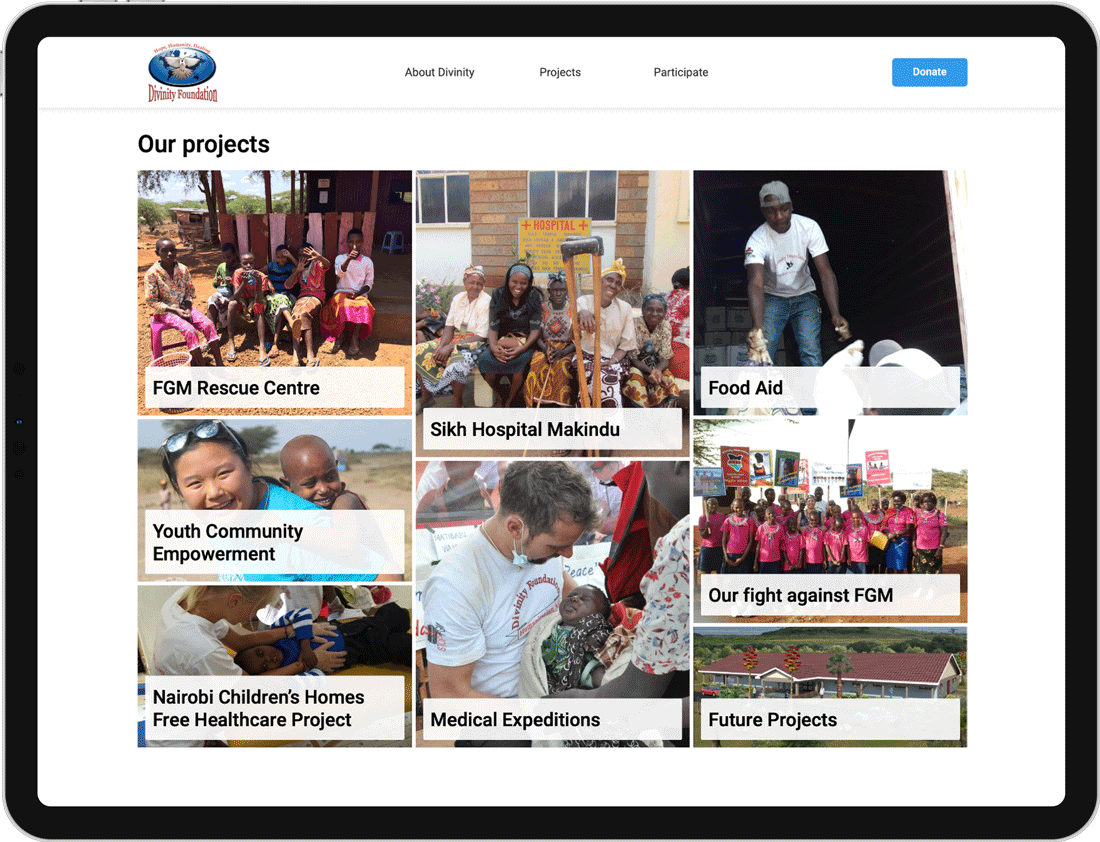 Hope, Humanity, Healing
Divinity Foundation
About Divinity
Projects
Participate
Donate
Our projects
FGM Rescue Centre
+ HOSPITAL +
Sikh Hospital Makindu
Food Aid
Youth Community
Empowerment
Our fight against FGM
Nairobi Children’s Homes
Free Healthcare Project
Peace"
Divinity Foundation
Medical Expeditions
Future Projects